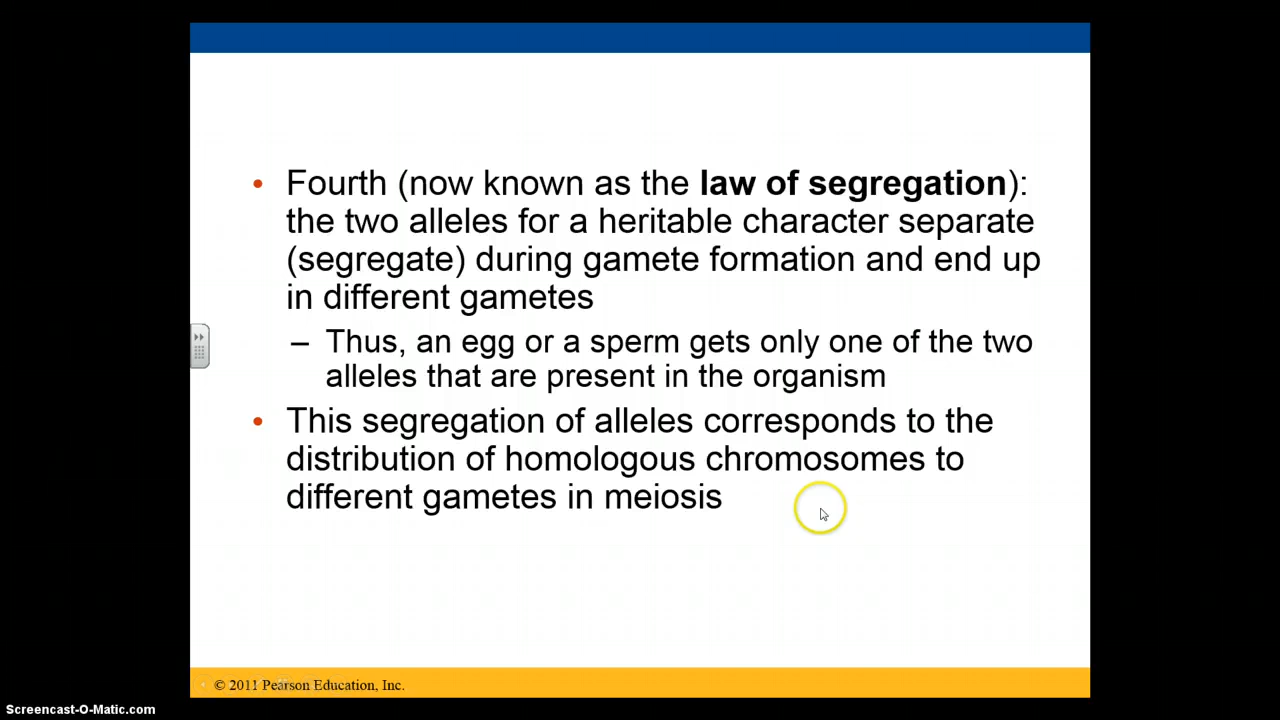 • Fourth (now known as the law of segregation):
the two alleles for a heritable character separate
(segregate) during gamete formation and end up
in different gametes
– Thus, an egg or a sperm gets only one of the two
alleles that are present in the organism
• This segregation of alleles corresponds to the
distribution of homologous chromosomes to
different gametes in meiosis
© 2011 Pearson Education, Inc.
Screencast-O-Matic.com